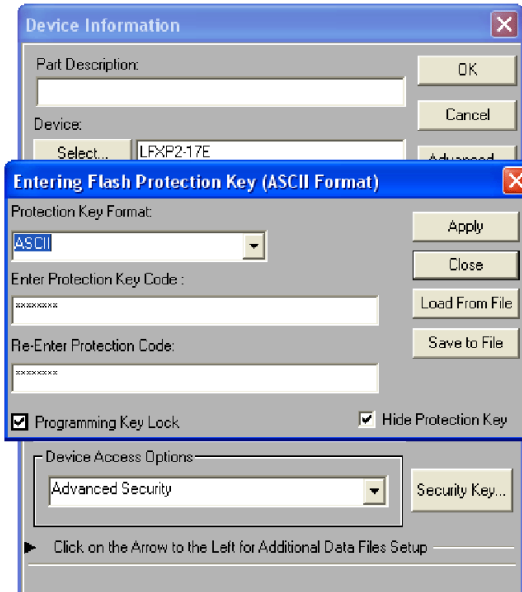 Device Information
Part Description:
OK
Cancel
Device:
Select...
LFXP2-17E
Advanced...
Entering Flash Protection Key (ASCII Format)
Protection Key Format:
ASCII
Apply
Close
Enter Protection Key Code :
xxxxxxxx
Load From File
Re-Enter Protection Code:
Save to File
xxxxxxxx
Programming Key Lock
Hide Protection Key
Device Access Options
Advanced Security
Security Key...
Click on the Arrow to the Left for Additional Data Files Setup